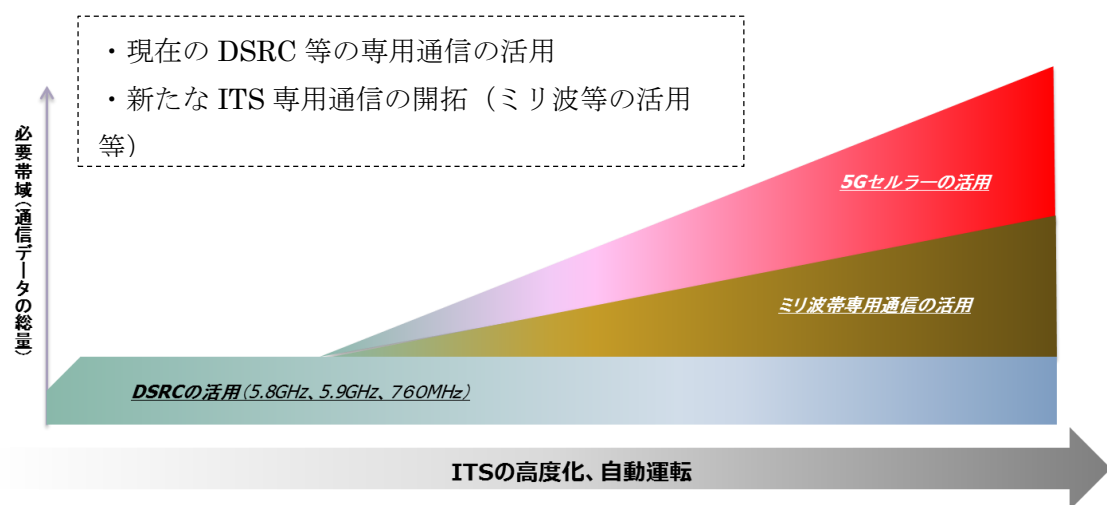 ・現在の DSRC 等の専用通信の活用
・新たな ITS 専用通信の開拓（ミリ波等の活用
等）
必要帯域（通信データの総量）
5Gセルラーの活用
ミリ波帯専用通信の活用
DSRCの活用（5.8GHz、5.9GHz、760MHz）
ITSの高度化、自動運転